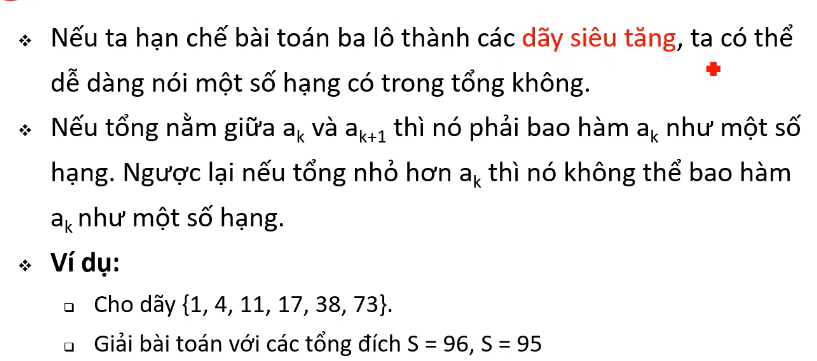 ❖ Nếu ta hạn chế bài toán ba lô thành các dãy siêu tăng, ta có thể
dễ dàng nói một số hạng có trong tổng không.
❖ Nếu tổng nằm giữa aₖ và aₖ₊₁ thì nó phải bao hàm aₖ như một số
hạng. Ngược lại nếu tổng nhỏ hơn aₖ thì nó không thể bao hàm
aₖ như một số hạng.
❖ Ví dụ:
❑ Cho dãy {1, 4, 11, 17, 38, 73}.
❑ Giải bài toán với các tổng đích S = 96, S = 95